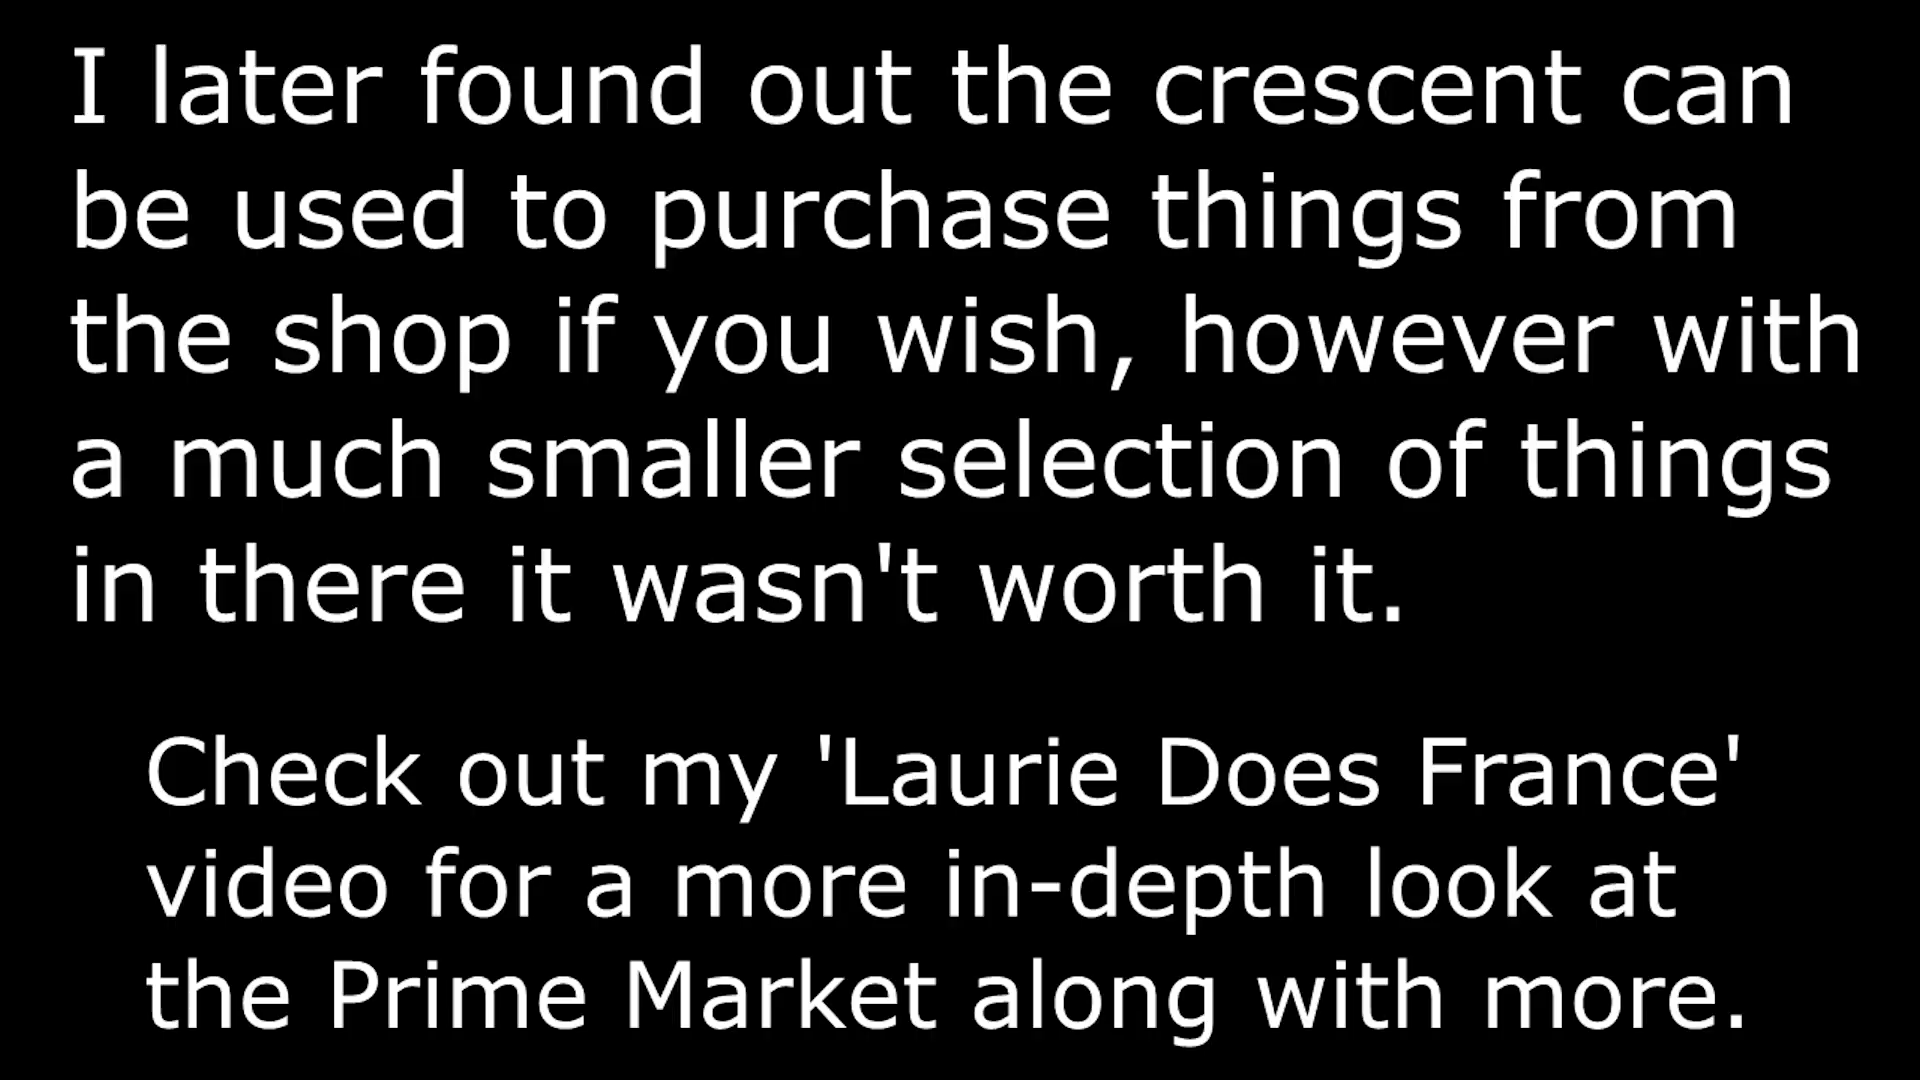 I later found out the crescent can
be used to purchase things from
the shop if you wish, however with
a much smaller selection of things
in there it wasn't worth it.
Check out my 'Laurie Does France'
video for a more in-depth look at
the Prime Market along with more.